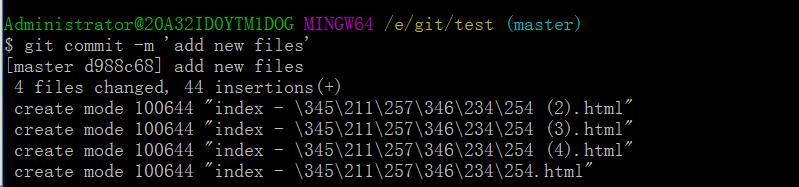 Administrator@20A32IDOYTM1DOG MINGW64 /e/git/test (master)
$ git commit -m 'add new files'
[master d988c68] add new files
 4 files changed, 44 insertions(+)
 create mode 100644 "index - \345\211\257\346\234\254 (2).html"
 create mode 100644 "index - \345\211\257\346\234\254 (3).html"
 create mode 100644 "index - \345\211\257\346\234\254 (4).html"
 create mode 100644 "index - \345\211\257\346\234\254.html"